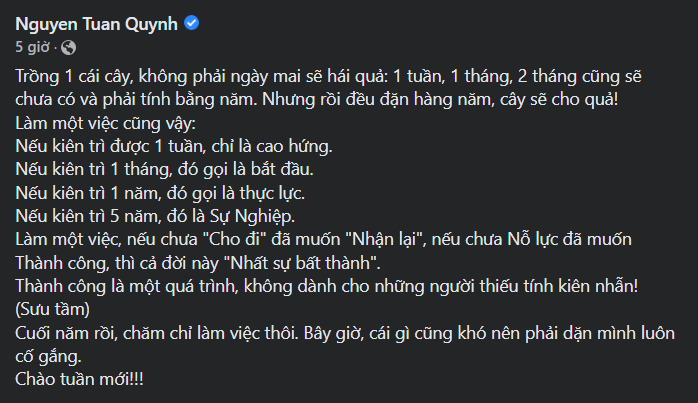 Nguyen Tuan Quynh
5 giờ ·
Trồng 1 cái cây, không phải ngày mai sẽ hái quả: 1 tuần, 1 tháng, 2 tháng cũng sẽ
chưa có và phải tính bằng năm. Nhưng rồi đều đặn hàng năm, cây sẽ cho quả!
Làm một việc cũng vậy:
Nếu kiên trì được 1 tuần, chỉ là cao hứng.
Nếu kiên trì 1 tháng, đó gọi là bắt đầu.
Nếu kiên trì 1 năm, đó gọi là thực lực.
Nếu kiên trì 5 năm, đó là Sự Nghiệp.
Làm một việc, nếu chưa "Cho đi" đã muốn "Nhận lại", nếu chưa Nỗ lực đã muốn
Thành công, thì cả đời này "Nhất sự bất thành".
Thành công là một quá trình, không dành cho những người thiếu tính kiên nhẫn!
(Sưu tầm)
Cuối năm rồi, chăm chỉ làm việc thôi. Bây giờ, cái gì cũng khó nên phải dặn mình luôn
cố gắng.
Chào tuần mới!!!